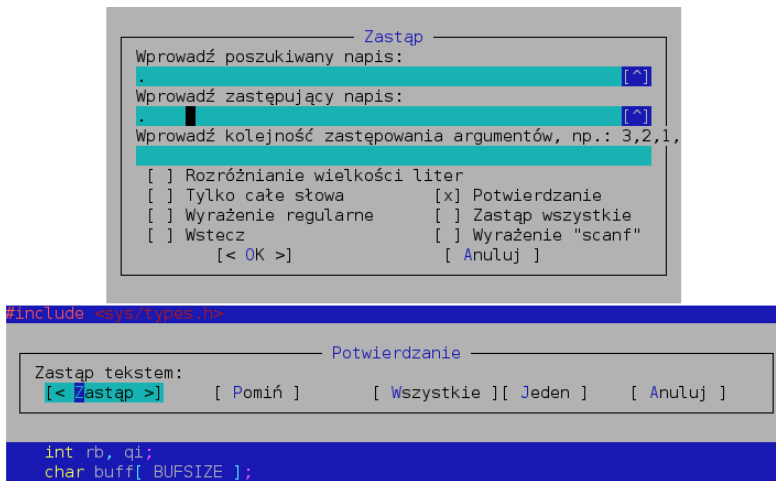 Zastąp
Wprowadź poszukiwany napis:
. [^]
Wprowadź zastępujący napis:
. [^]
Wprowadź kolejność zastępowania argumentów, np.: 3,2,1,
[ ] Rozróżnianie wielkości liter
[ ] Tylko całe słowa [x] Potwierdzanie
[ ] Wyrażenie regularne [ ] Zastąp wszystkie
[ ] Wstecz [ ] Wyrażenie "scanf"
[< OK >] [ Anuluj ]
#include <sys/types.h>
Potwierdzanie
Zastąp tekstem:
[< Zastąp >] [ Pomiń ] [ Wszystkie ][ Jeden ] [ Anuluj ]
int rb, qi;
char buff[ BUFSIZE ];